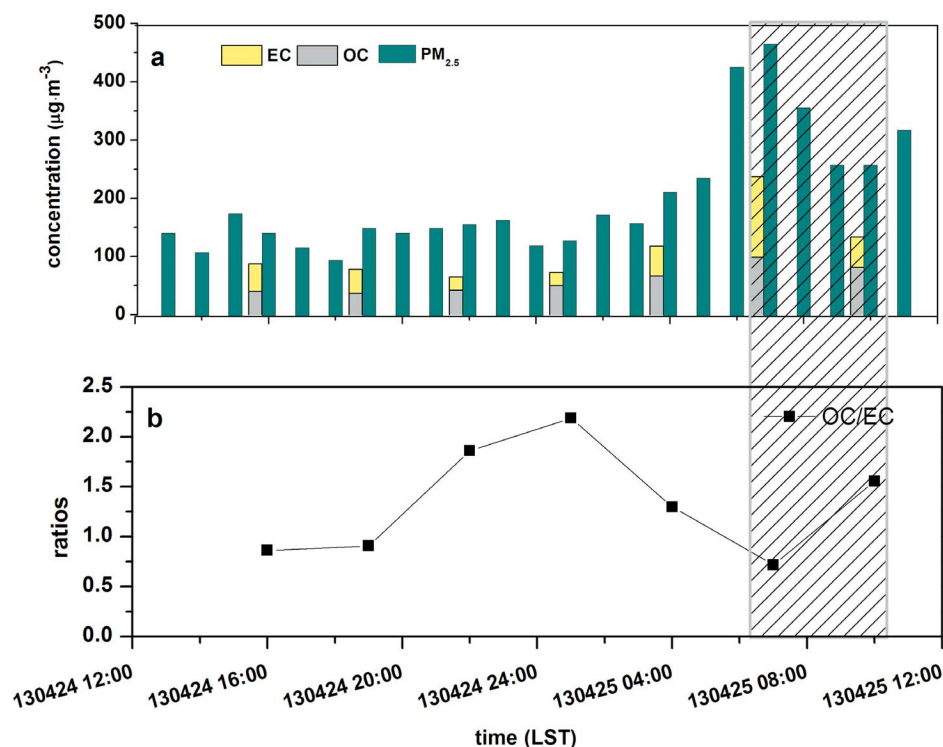 500
400
300
200
100
0
concentration (μg·m-3)
a
EC
OC
PM2.5
2.5
2.0
1.5
1.0
0.5
0.0
ratios
b
OC/EC
130424 12:00
130424 16:00
130424 20:00
130424 24:00
130425 04:00
130425 08:00
130425 12:00
time (LST)